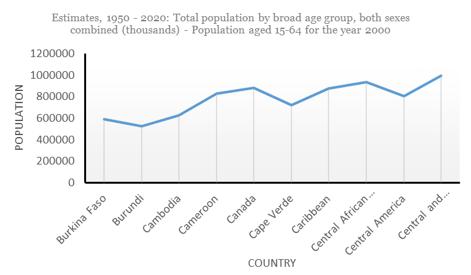 Estimates, 1950 - 2020: Total population by broad age group, both sexes
combined (thousands) - Population aged 15-64 for the year 2000
1200000
1000000
800000
600000
400000
200000
0
POPULATION
Burkina Faso
Burundi
Cambodia
Cameroon
Canada
Cape Verde
Caribbean
Central African...
Central America
Central and...
COUNTRY